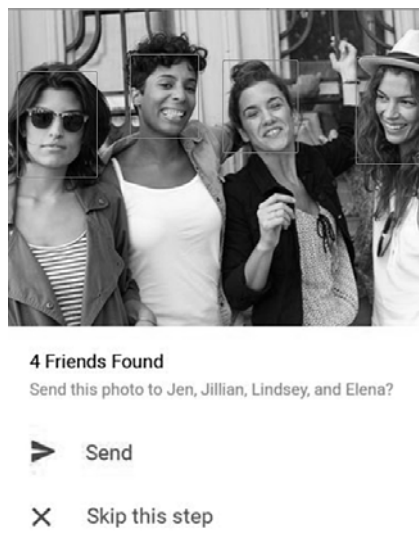 4 Friends Found
Send this photo to Jen, Jillian, Lindsey, and Elena?
Send
Skip this step